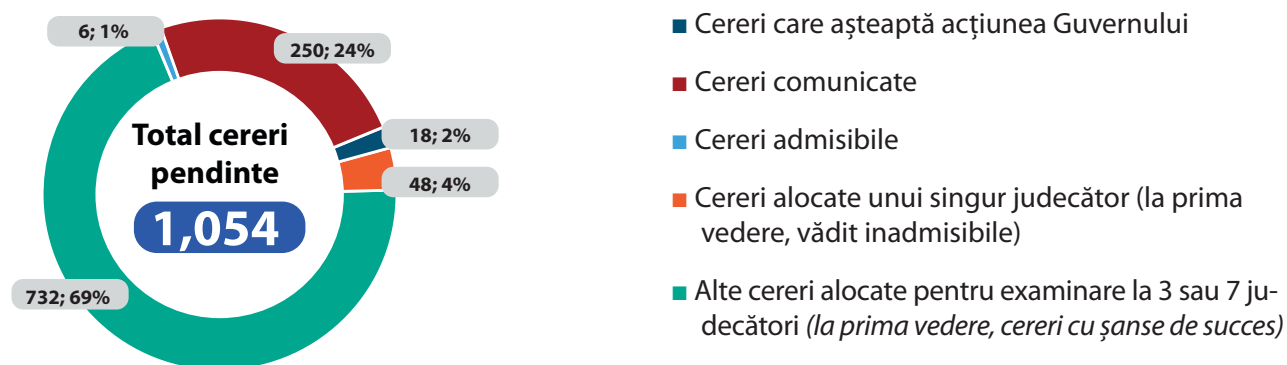 6; 1%
250; 24%
18; 2%
48; 4%
732; 69%
Total cereri
pendinte
1,054
Cereri care așteaptă acțiunea Guvernului
Cereri comunicate
Cereri admisibile
Cereri alocate unui singur judecător (la prima
vedere, vădit inadmisibile)
Alte cereri alocate pentru examinare la 3 sau 7 ju-
decători (la prima vedere, cereri cu șanse de succes)